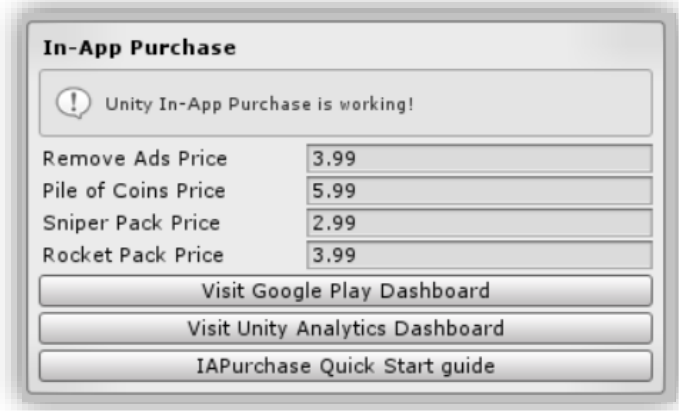 In-App Purchase
Unity In-App Purchase is working!
Remove Ads Price 3.99
Pile of Coins Price 5.99
Sniper Pack Price 2.99
Rocket Pack Price 3.99
Visit Google Play Dashboard
Visit Unity Analytics Dashboard
IAPurchase Quick Start guide